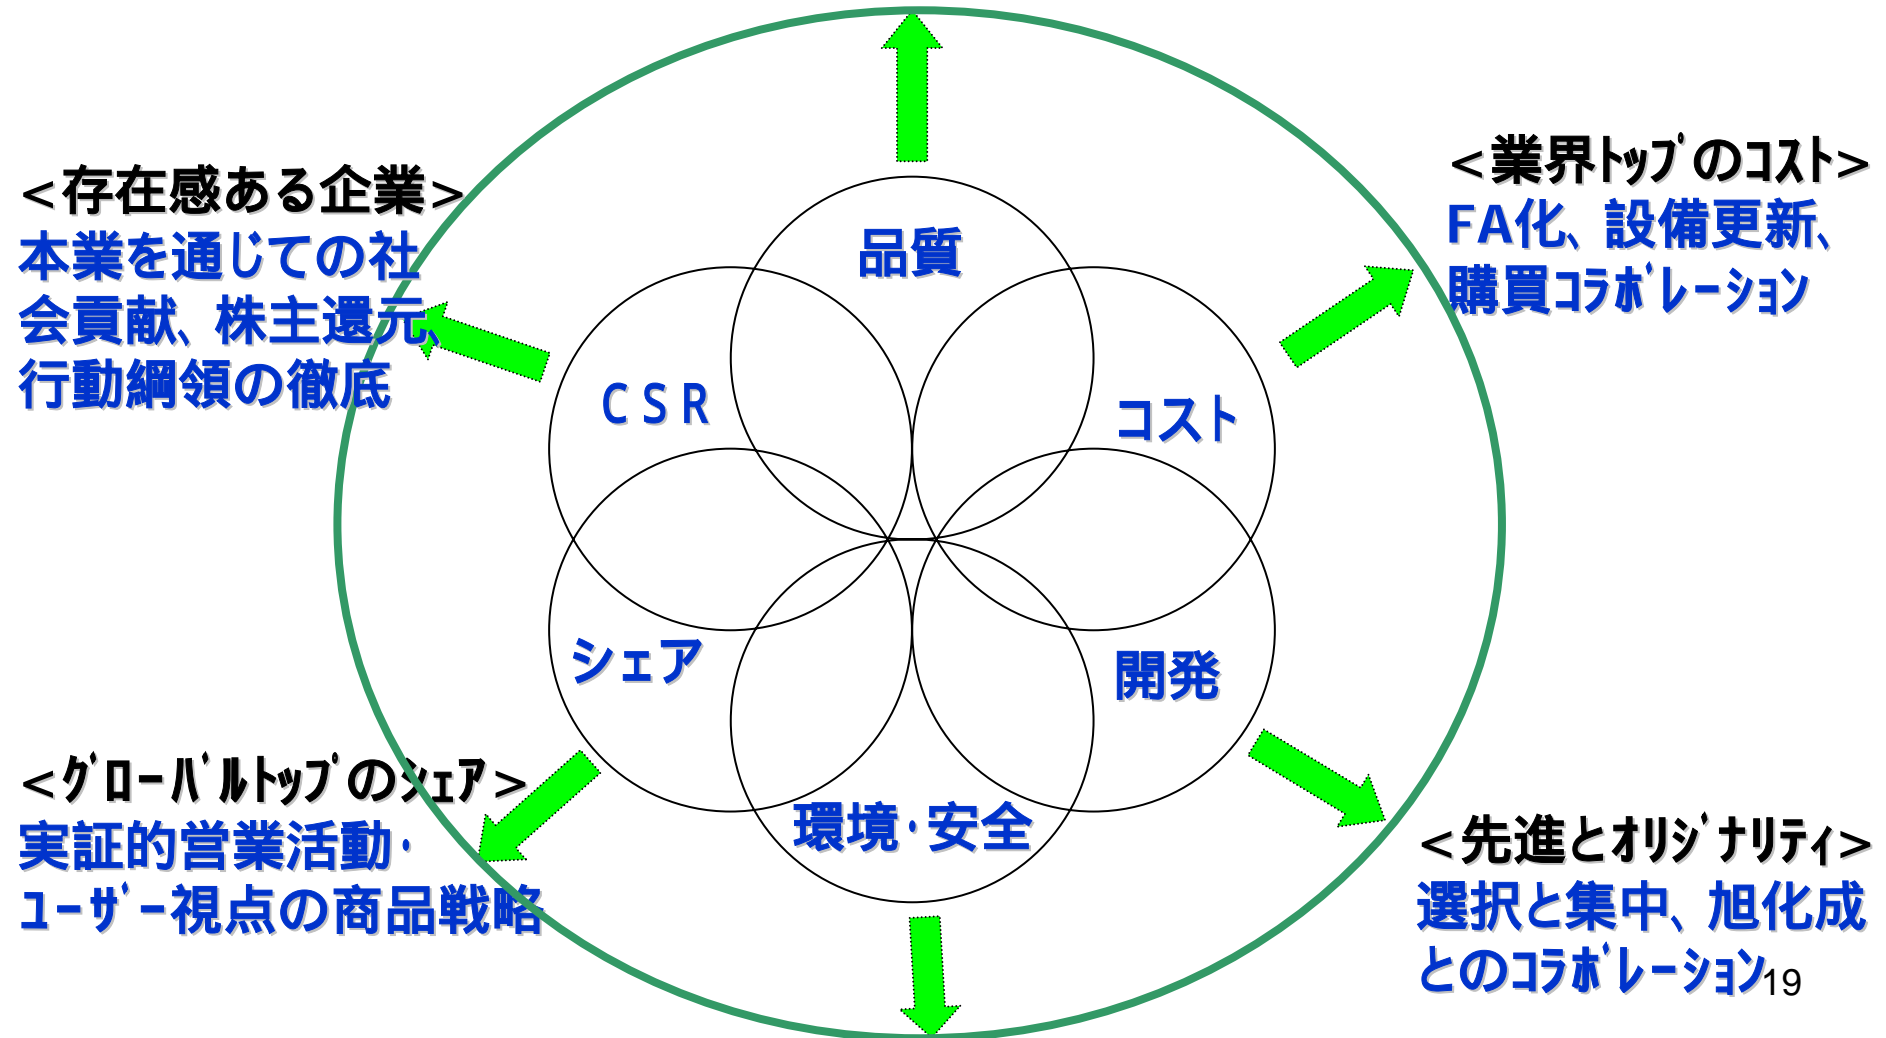 <存在感ある企業>
本業を通じての社
会貢献、株主還元、
行動綱領の徹底
<業界ﾄｯﾌﾟのｺｽﾄ>
FA化、設備更新、
購買ｺﾗﾎﾞﾚｰｼｮﾝ
品質
ＣＳＲ
コスト
シェア
開発
環境・安全
<ｸﾞﾛｰﾊﾞﾙﾄｯﾌﾟのｼｪｱ>
実証的営業活動・
ﾕｰｻﾞｰ視点の商品戦略
<先進とｵﾘｼﾞﾅﾘﾃｨ>
選択と集中、旭化成
とのｺﾗﾎﾞﾚｰｼｮﾝ
19